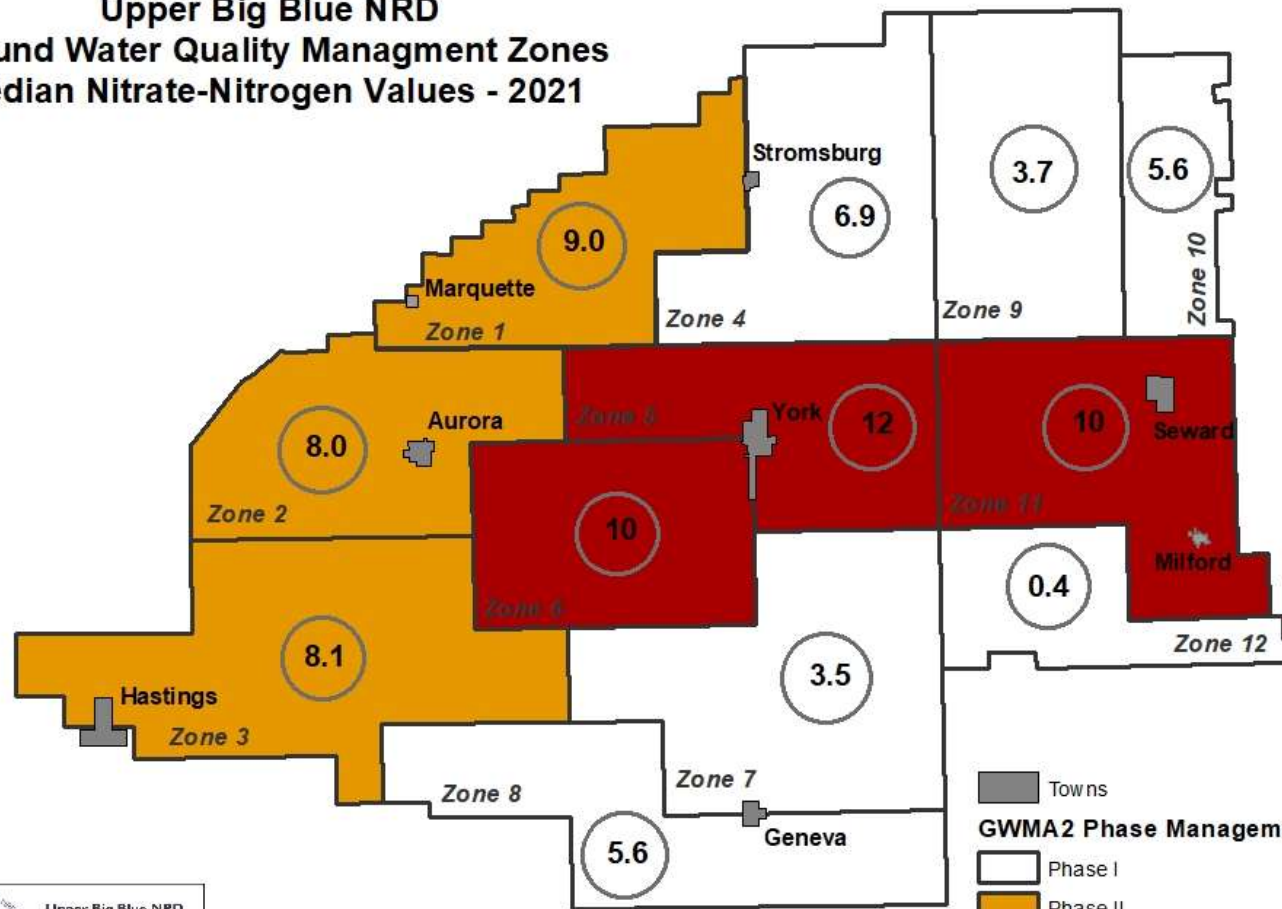 Upper Big Blue NRD
und Water Quality Managment Zones
edian Nitrate-Nitrogen Values - 2021
Stromsburg
3.7
5.6
6.9
9.0
Zone 10
Marquette
Zone 1
Zone 4
Zone 9
Aurora
Zone 5
York
12
10
Seward
8.0
Zone 2
Zone 11
10
Milford
0.4
Zone 6
Zone 12
8.1
3.5
Hastings
Zone 3
Zone 7
Zone 8
Towns
Geneva
GWMA2 Phase Managem
5.6
Phase I
Phase II
Upper Big Blue NRD